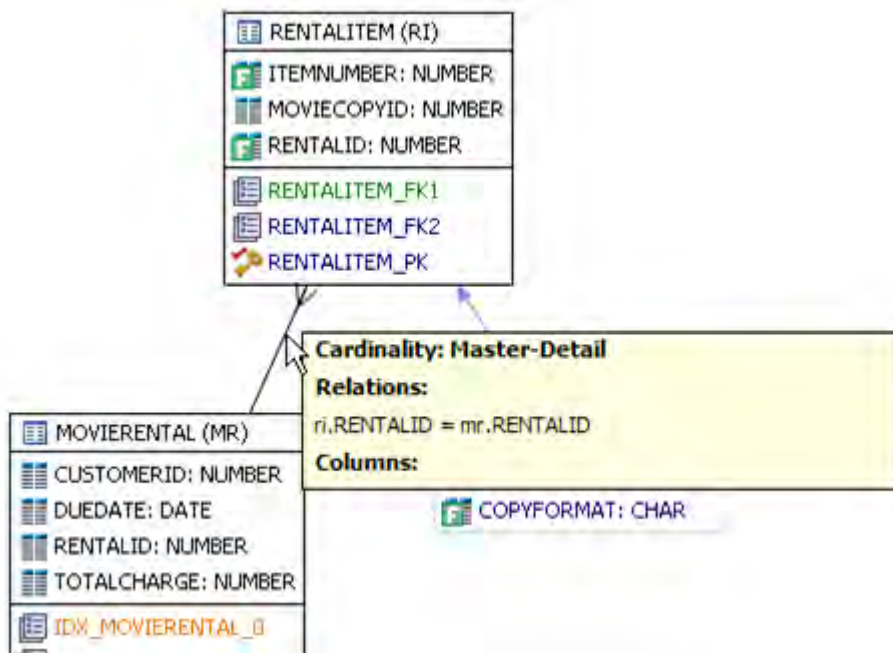 RENTALITEM (RI)
ITEMNUMBER: NUMBER
MOVIECOPYID: NUMBER
RENTALID: NUMBER
RENTALITEM_FK1
RENTALITEM_FK2
RENTALITEM_PK
Cardinality: Master-Detail
Relations:
ri.RENTALID = mr.RENTALID
Columns:
MOVIERENTAL (MR)
CUSTOMERID: NUMBER
DUEDATE: DATE
COPYFORMAT: CHAR
RENTALID: NUMBER
TOTALCHARGE: NUMBER
IDX_MOVIERENTAL_0